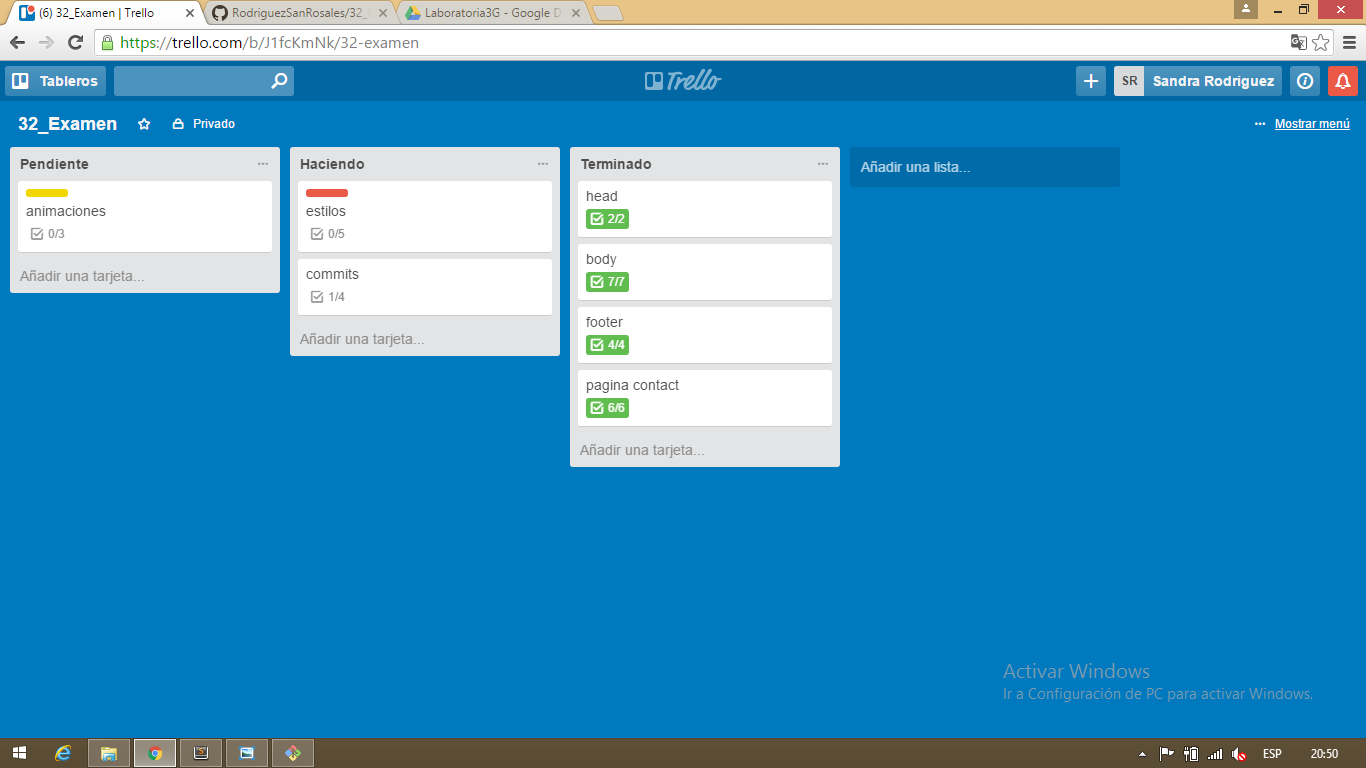 (6) 32_Examen | Trello
RodriguezSanRosales/32_
Laboratoria3G - Google D
https://trello.com/b/J1fcKmNk/32-examen
Tableros
Trello
SR
Sandra Rodríguez
32_Examen
Privado
Mostrar menú
Pendiente
animaciones
0/3
Añadir una tarjeta...
Haciendo
estilos
0/5
commits
1/4
Añadir una tarjeta...
Terminado
head
2/2
body
7/7
footer
4/4
pagina contact
6/6
Añadir una tarjeta...
Añadir una lista...
Activar Windows
Ir a Configuración de PC para activar Windows.
ESP
20:50